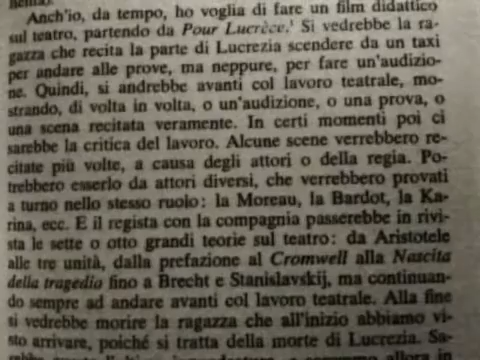 Anch'io, da tempo, ho voglia di fare un film didattico
sul teatro, partendo da Pour Lucrèce.¹ Si vedrebbe la ra-
gazza che recita la parte di Lucrezia scendere da un taxi
per andare alle prove, ma neppure, per fare un'audizio-
ne. Quindi, si andrebbe avanti col lavoro teatrale, mo-
strando, di volta in volta, o un'audizione, o una prova, o
una scena recitata veramente. In certi momenti poi ci
sarebbe la critica del lavoro. Alcune scene verrebbero re-
citate più volte, a causa degli attori o della regia. Po-
trebbero esserlo da attori diversi, che verrebbero provati
a turno nello stesso ruolo: la Moreau, la Bardot, la Ka-
rina, ecc. E il regista con la compagnia passerebbe in rivi-
sta le sette o otto grandi teorie sul teatro: da Aristotele
alle tre unità, dalla prefazione al Cromwell alla Nascita
della tragedia fino a Brecht e Stanislavskij, ma continuan-
do sempre ad andare avanti col lavoro teatrale. Alla fine
si vedrebbe morire la ragazza che all'inizio abbiamo vi-
sto arrivare, poiché si tratta della morte di Lucrezia. Sa-